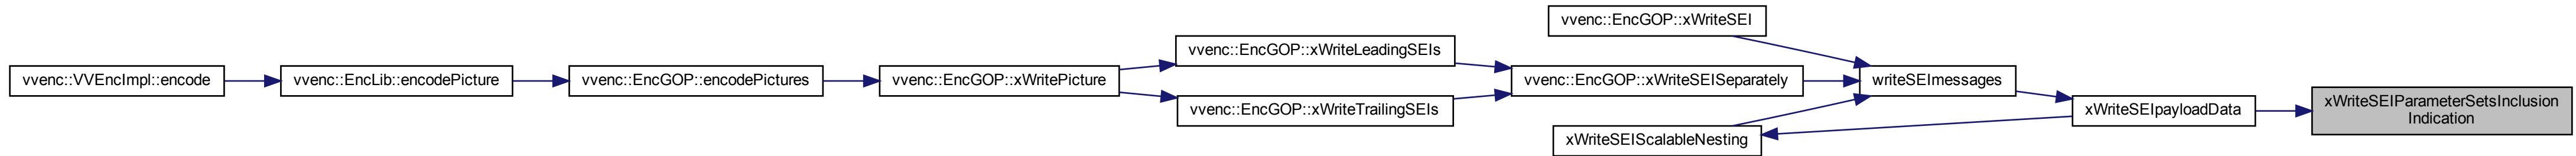 vvenc::VVEncImpl::encode
vvenc::EncLib::encodePicture
vvenc::EncGOP::encodePictures
vvenc::EncGOP::xWritePicture
vvenc::EncGOP::xWriteLeadingSEIs
vvenc::EncGOP::xWriteTrailingSEIs
vvenc::EncGOP::xWriteSEISeparately
vvenc::EncGOP::xWriteSEI
xWriteSEIScalableNesting
writeSEImessages
xWriteSEIpayloadData
xWriteSEIParameterSetsInclusion
Indication